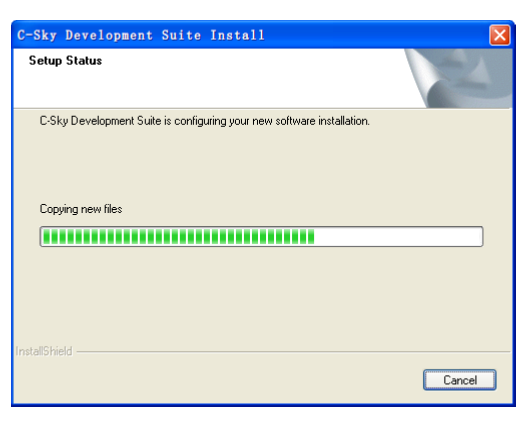 C-Sky Development Suite Install
Setup Status
C-Sky Development Suite is configuring your new software installation.
Copying new files
InstallShield
Cancel